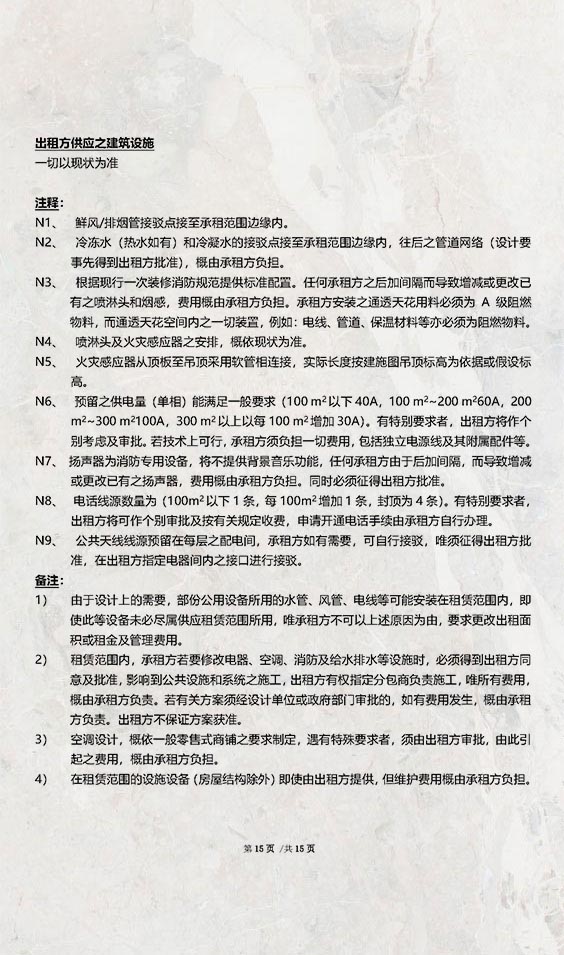 出租方供应之建筑设施
一切以现状为准
注释：
N1、 鲜风/排烟管接驳点接至承租范围边缘内。
N2、 冷冻水（热水如有）和冷凝水的接驳点接至承租范围边缘内，往后之管道网络（设计要
事先得到出租方批准），概由承租方负担。
N3、 根据现行一次装修消防规范提供标准配置。任何承租方之后加间隔而导致增减或更改已
有之喷淋头和烟感，费用概由承租方负担。承租方安装之通透天花用料必须为 A 级阻燃
物料，而通透天花空间内之一切装置，例如：电线、管道、保温材料等亦必须为阻燃物料。
N4、 喷淋头及火灾感应器之安排，概依现状为准。
N5、 火灾感应器从顶板至吊顶采用软管相连接，实际长度按建施图吊顶标高为依据或假设标
高。
N6、 预留之供电量（单相）能满足一般要求（100 m²以下 40A，100 m²~200 m²60A，200
m²~300 m²100A，300 m²以上以每 100 m²增加 30A）。有特别要求者，出租方将作个
别考虑及审批。若技术上可行，承租方须负担一切费用，包括独立电源线及其附属配件等。
N7、 扬声器为消防专用设备，将不提供背景音乐功能，任何承租方由于后加间隔，而导致增减
或更改已有之扬声器，费用概由承租方负担。同时必须征得出租方批准。
N8、 电话线源数量为（100m²以下 1 条，每 100m²增加 1 条，封顶为 4 条）。有特别要求者，
出租方将可作个别审批及按有关规定收费，申请开通电话手续由承租方自行办理。
N9、 公共天线线源预留在每层之配电间，承租方如有需要，可自行接驳，唯须征得出租方批
准，在出租方指定电器间内之接口进行接驳。
备注：
1） 由于设计上的需要，部份公用设备所用的水管、风管、电线等可能安装在租赁范围内，即
使此等设备未必尽属供应租赁范围所用，唯承租方不可以上述原因为由，要求更改出租面
积或租金及管理费用。
2） 租赁范围内，承租方若要修改电器、空调、消防及给水排水等设施时，必须得到出租方同
意及批准，影响到公共设施和系统之施工，出租方有权指定分包商负责施工，唯所有费用，
概由承租方负责。若有关方案须经设计单位或政府部门审批的，如有费用发生，概由承租
方负责。出租方不保证方案获准。
3） 空调设计，概依一般零售式商铺之要求制定，遇有特殊要求者，须由出租方审批，由此引
起之费用，概由承租方负担。
4） 在租赁范围的设施设备（房屋结构除外）即使由出租方提供，但维护费用概由承租方负担。
第 15 页 /共 15 页